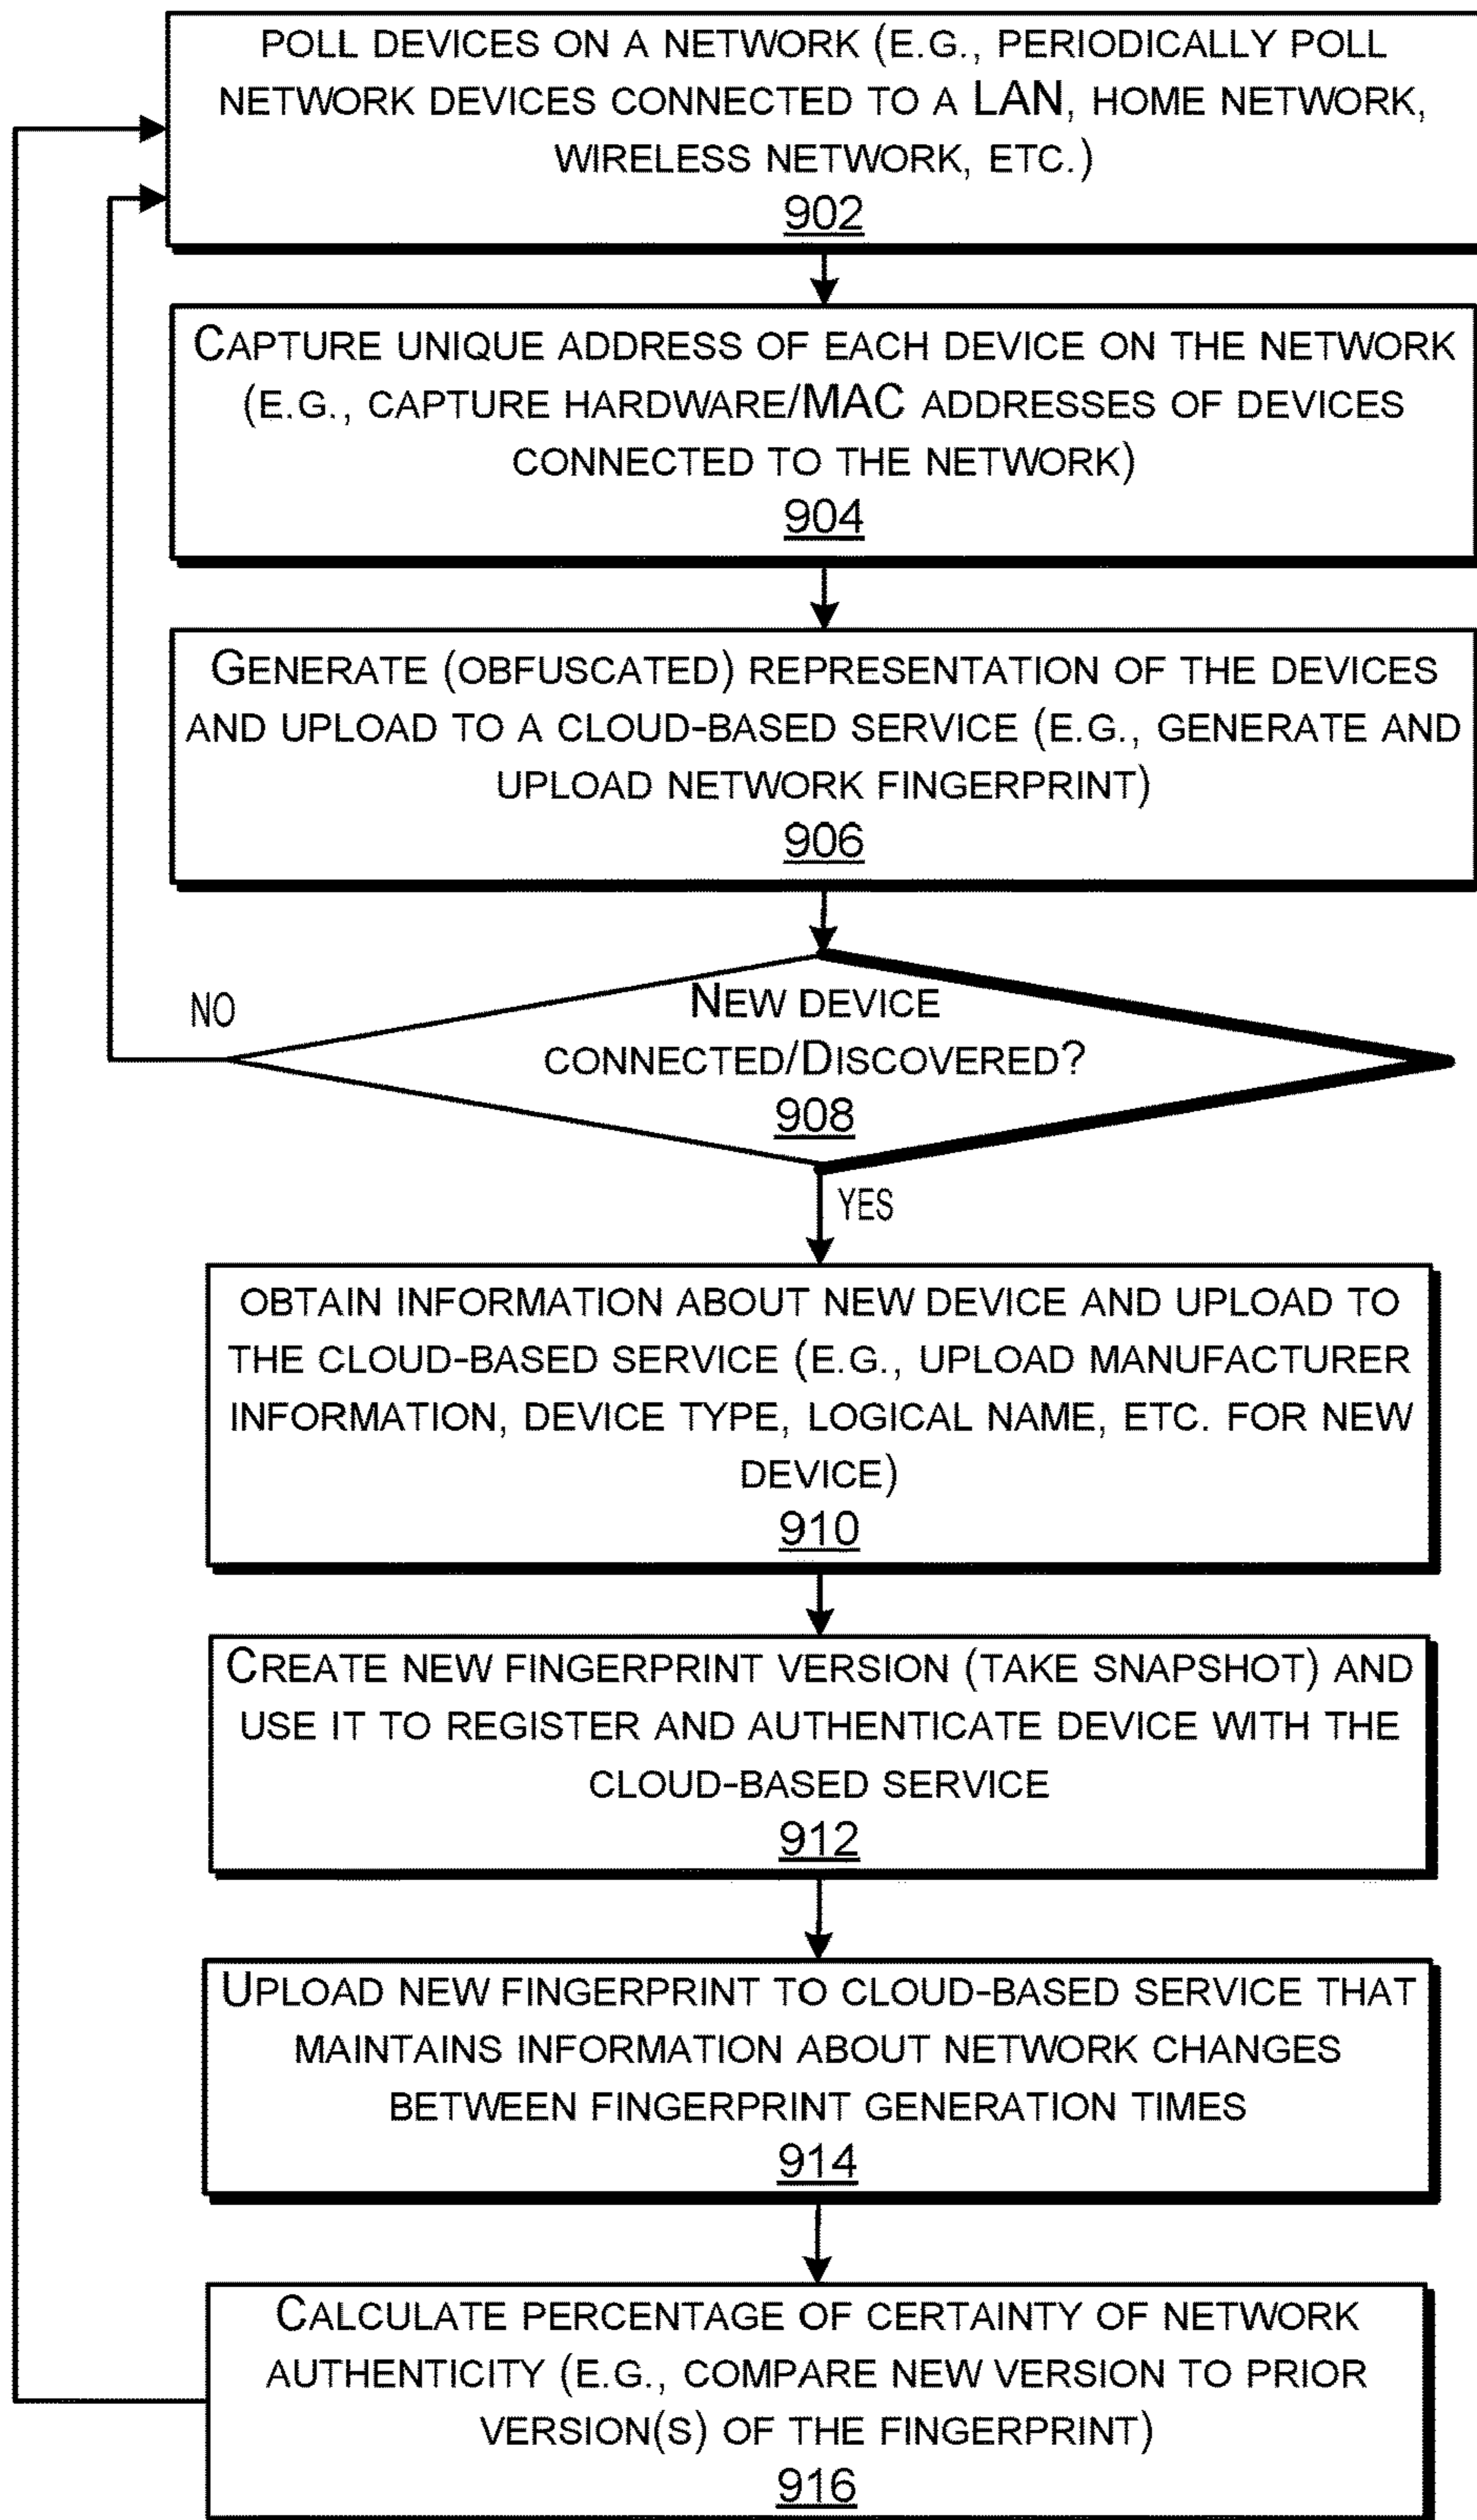 POLL DEVICES ON A NETWORK (E.G., PERIODICALLY POLL
NETWORK DEVICES CONNECTED TO A LAN, HOME NETWORK,
WIRELESS NETWORK, ETC.)
902
CAPTURE UNIQUE ADDRESS OF EACH DEVICE ON THE NETWORK
(E.G., CAPTURE HARDWARE/MAC ADDRESSES OF DEVICES
CONNECTED TO THE NETWORK)
904
GENERATE (OBFUSCATED) REPRESENTATION OF THE DEVICES
AND UPLOAD TO A CLOUD-BASED SERVICE (E.G., GENERATE AND
UPLOAD NETWORK FINGERPRINT)
906
NO
NEW DEVICE
CONNECTED/DISCOVERED?
908
YES
OBTAIN INFORMATION ABOUT NEW DEVICE AND UPLOAD TO
THE CLOUD-BASED SERVICE (E.G., UPLOAD MANUFACTURER
INFORMATION, DEVICE TYPE, LOGICAL NAME, ETC. FOR NEW
DEVICE)
910
CREATE NEW FINGERPRINT VERSION (TAKE SNAPSHOT) AND
USE IT TO REGISTER AND AUTHENTICATE DEVICE WITH THE
CLOUD-BASED SERVICE
912
UPLOAD NEW FINGERPRINT TO CLOUD-BASED SERVICE THAT
MAINTAINS INFORMATION ABOUT NETWORK CHANGES
BETWEEN FINGERPRINT GENERATION TIMES
914
CALCULATE PERCENTAGE OF CERTAINTY OF NETWORK
AUTHENTICITY (E.G., COMPARE NEW VERSION TO PRIOR
VERSION(S) OF THE FINGERPRINT)
916